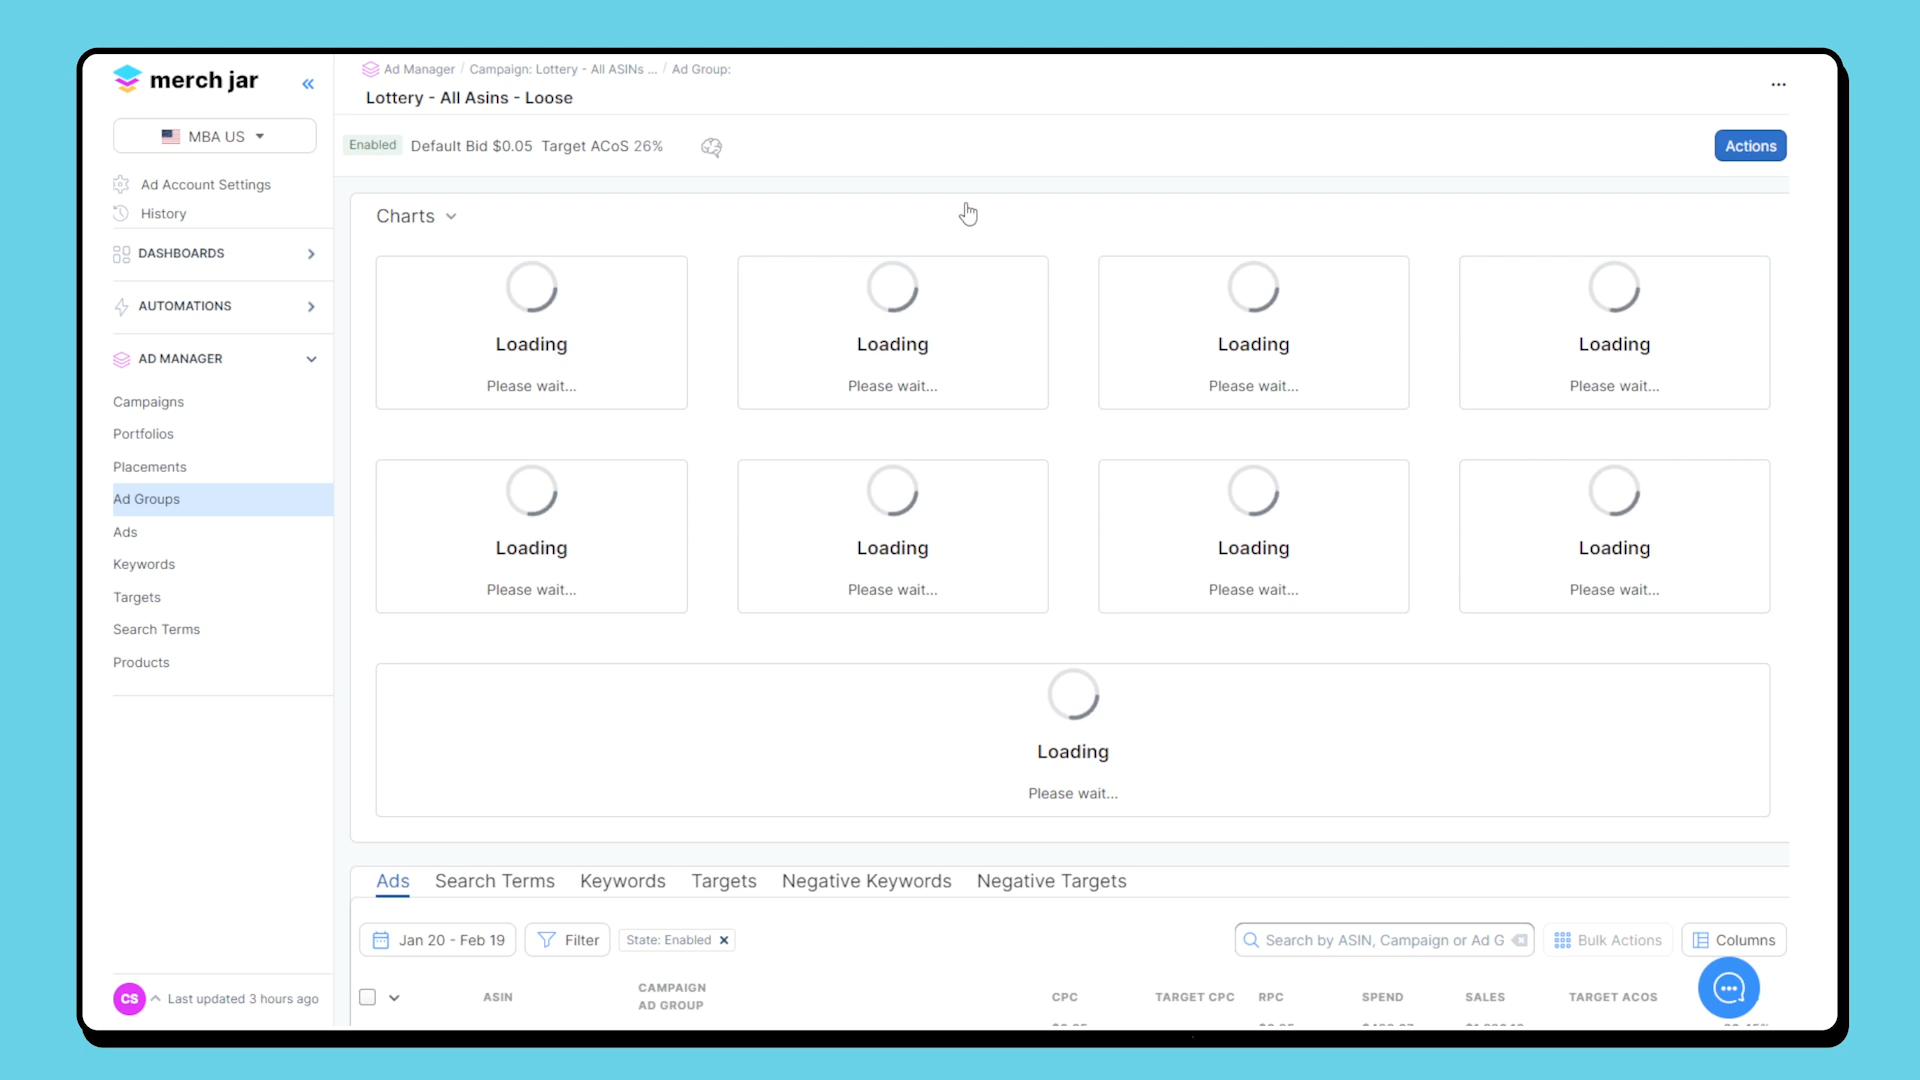 merch jar
MBA US
Ad Account Settings
History
DASHBOARDS
AUTOMATIONS
AD MANAGER
Campaigns
Portfolios
Placements
Ad Groups
Ads
Keywords
Targets
Search Terms
Products
CS
Last updated 3 hours ago
Ad Manager / Campaign: Lottery - All ASINs ... / Ad Group:
Lottery - All Asins - Loose
Enabled Default Bid $0.05 Target ACoS 26%
Actions
Charts
Loading Loading Loading Loading
Please wait... Please wait... Please wait... Please wait...
Loading Loading Loading Loading
Please wait... Please wait... Please wait... Please wait...
Loading
Please wait...
Ads Search Terms Keywords Targets Negative Keywords Negative Targets
Jan 20 - Feb 19 Filter State: Enabled × Search by ASIN, Campaign or Ad G Bulk Actions Columns
ASIN CAMPAIGN CPC TARGET CPC RPC SPEND SALES TARGET ACOS
AD GROUP